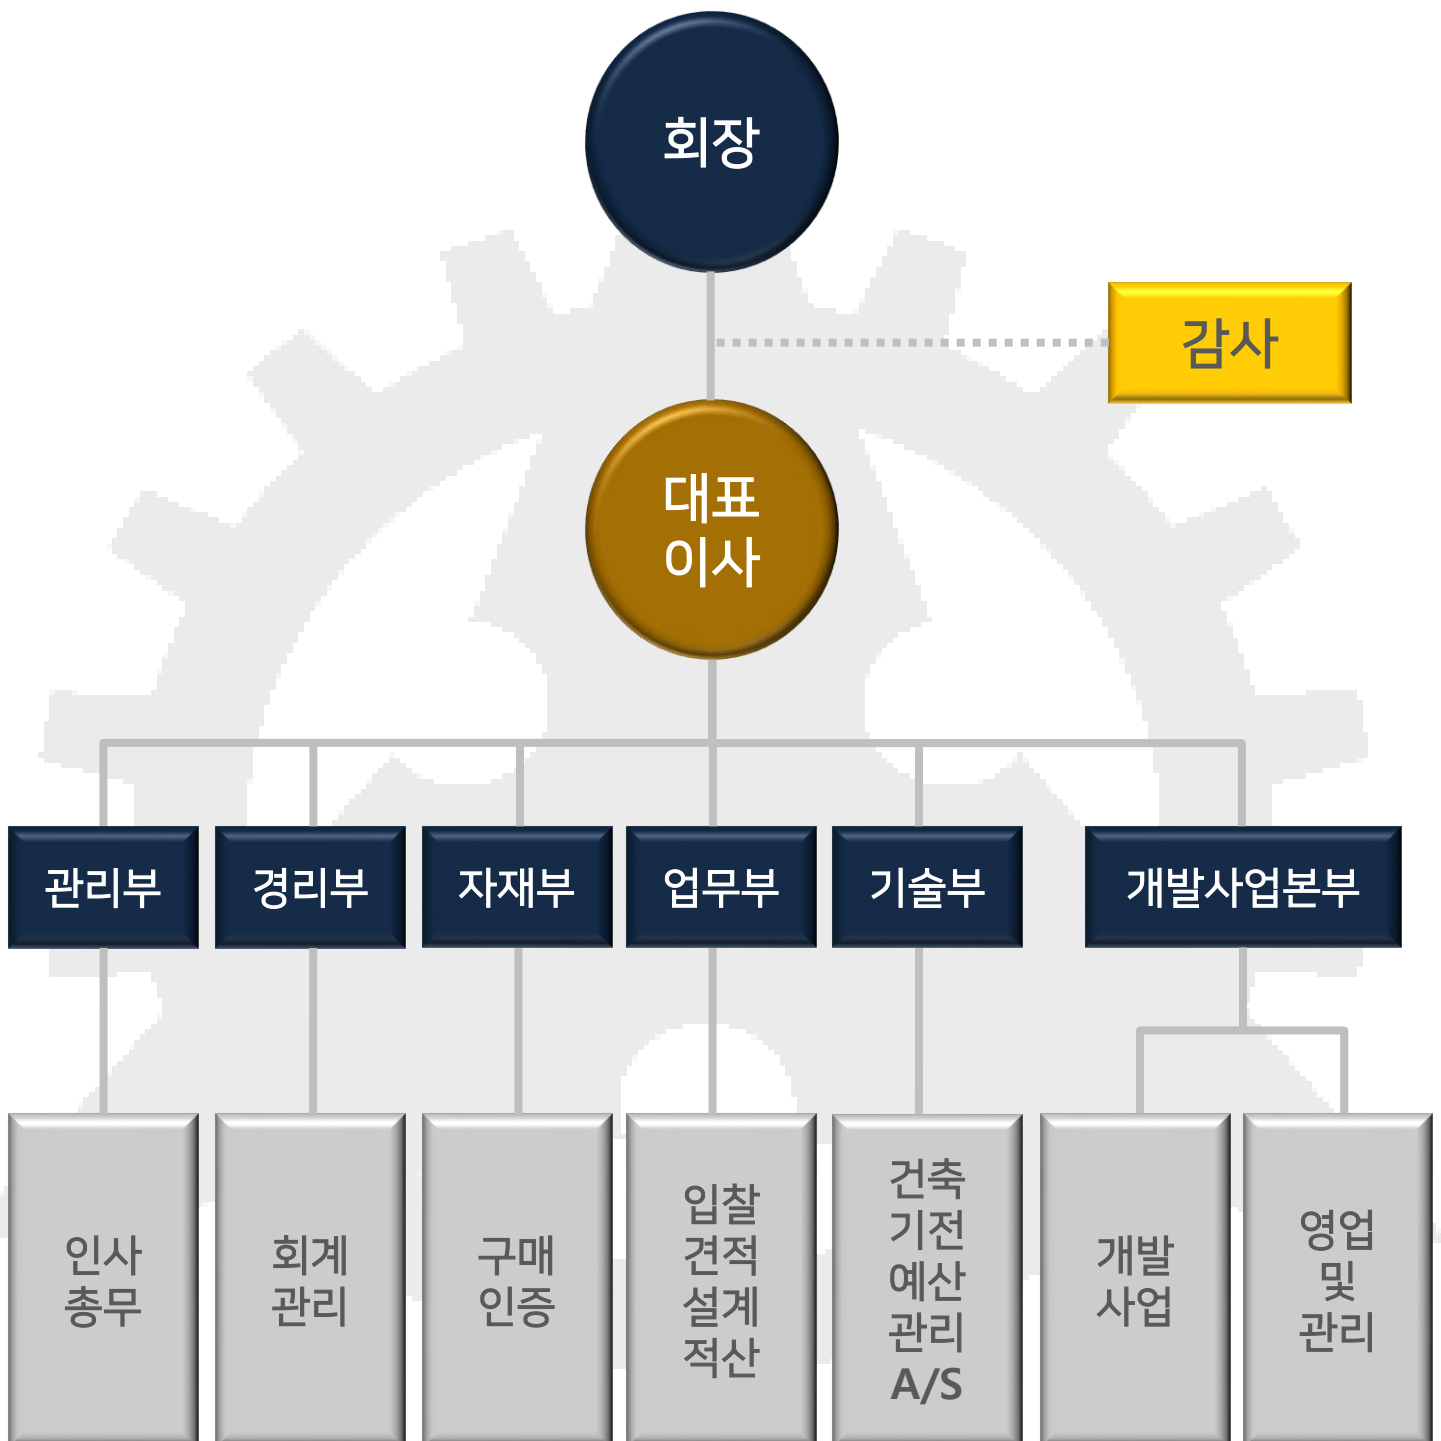 회장
감사
대표
이사
관리부
경리부
자재부
업무부
기술부
개발사업본부
인사
총무
회계
관리
구매
인증
입찰
견적
설계
적산
건축
기전
예산
관리
A/S
개발
사업
영업
및
관리